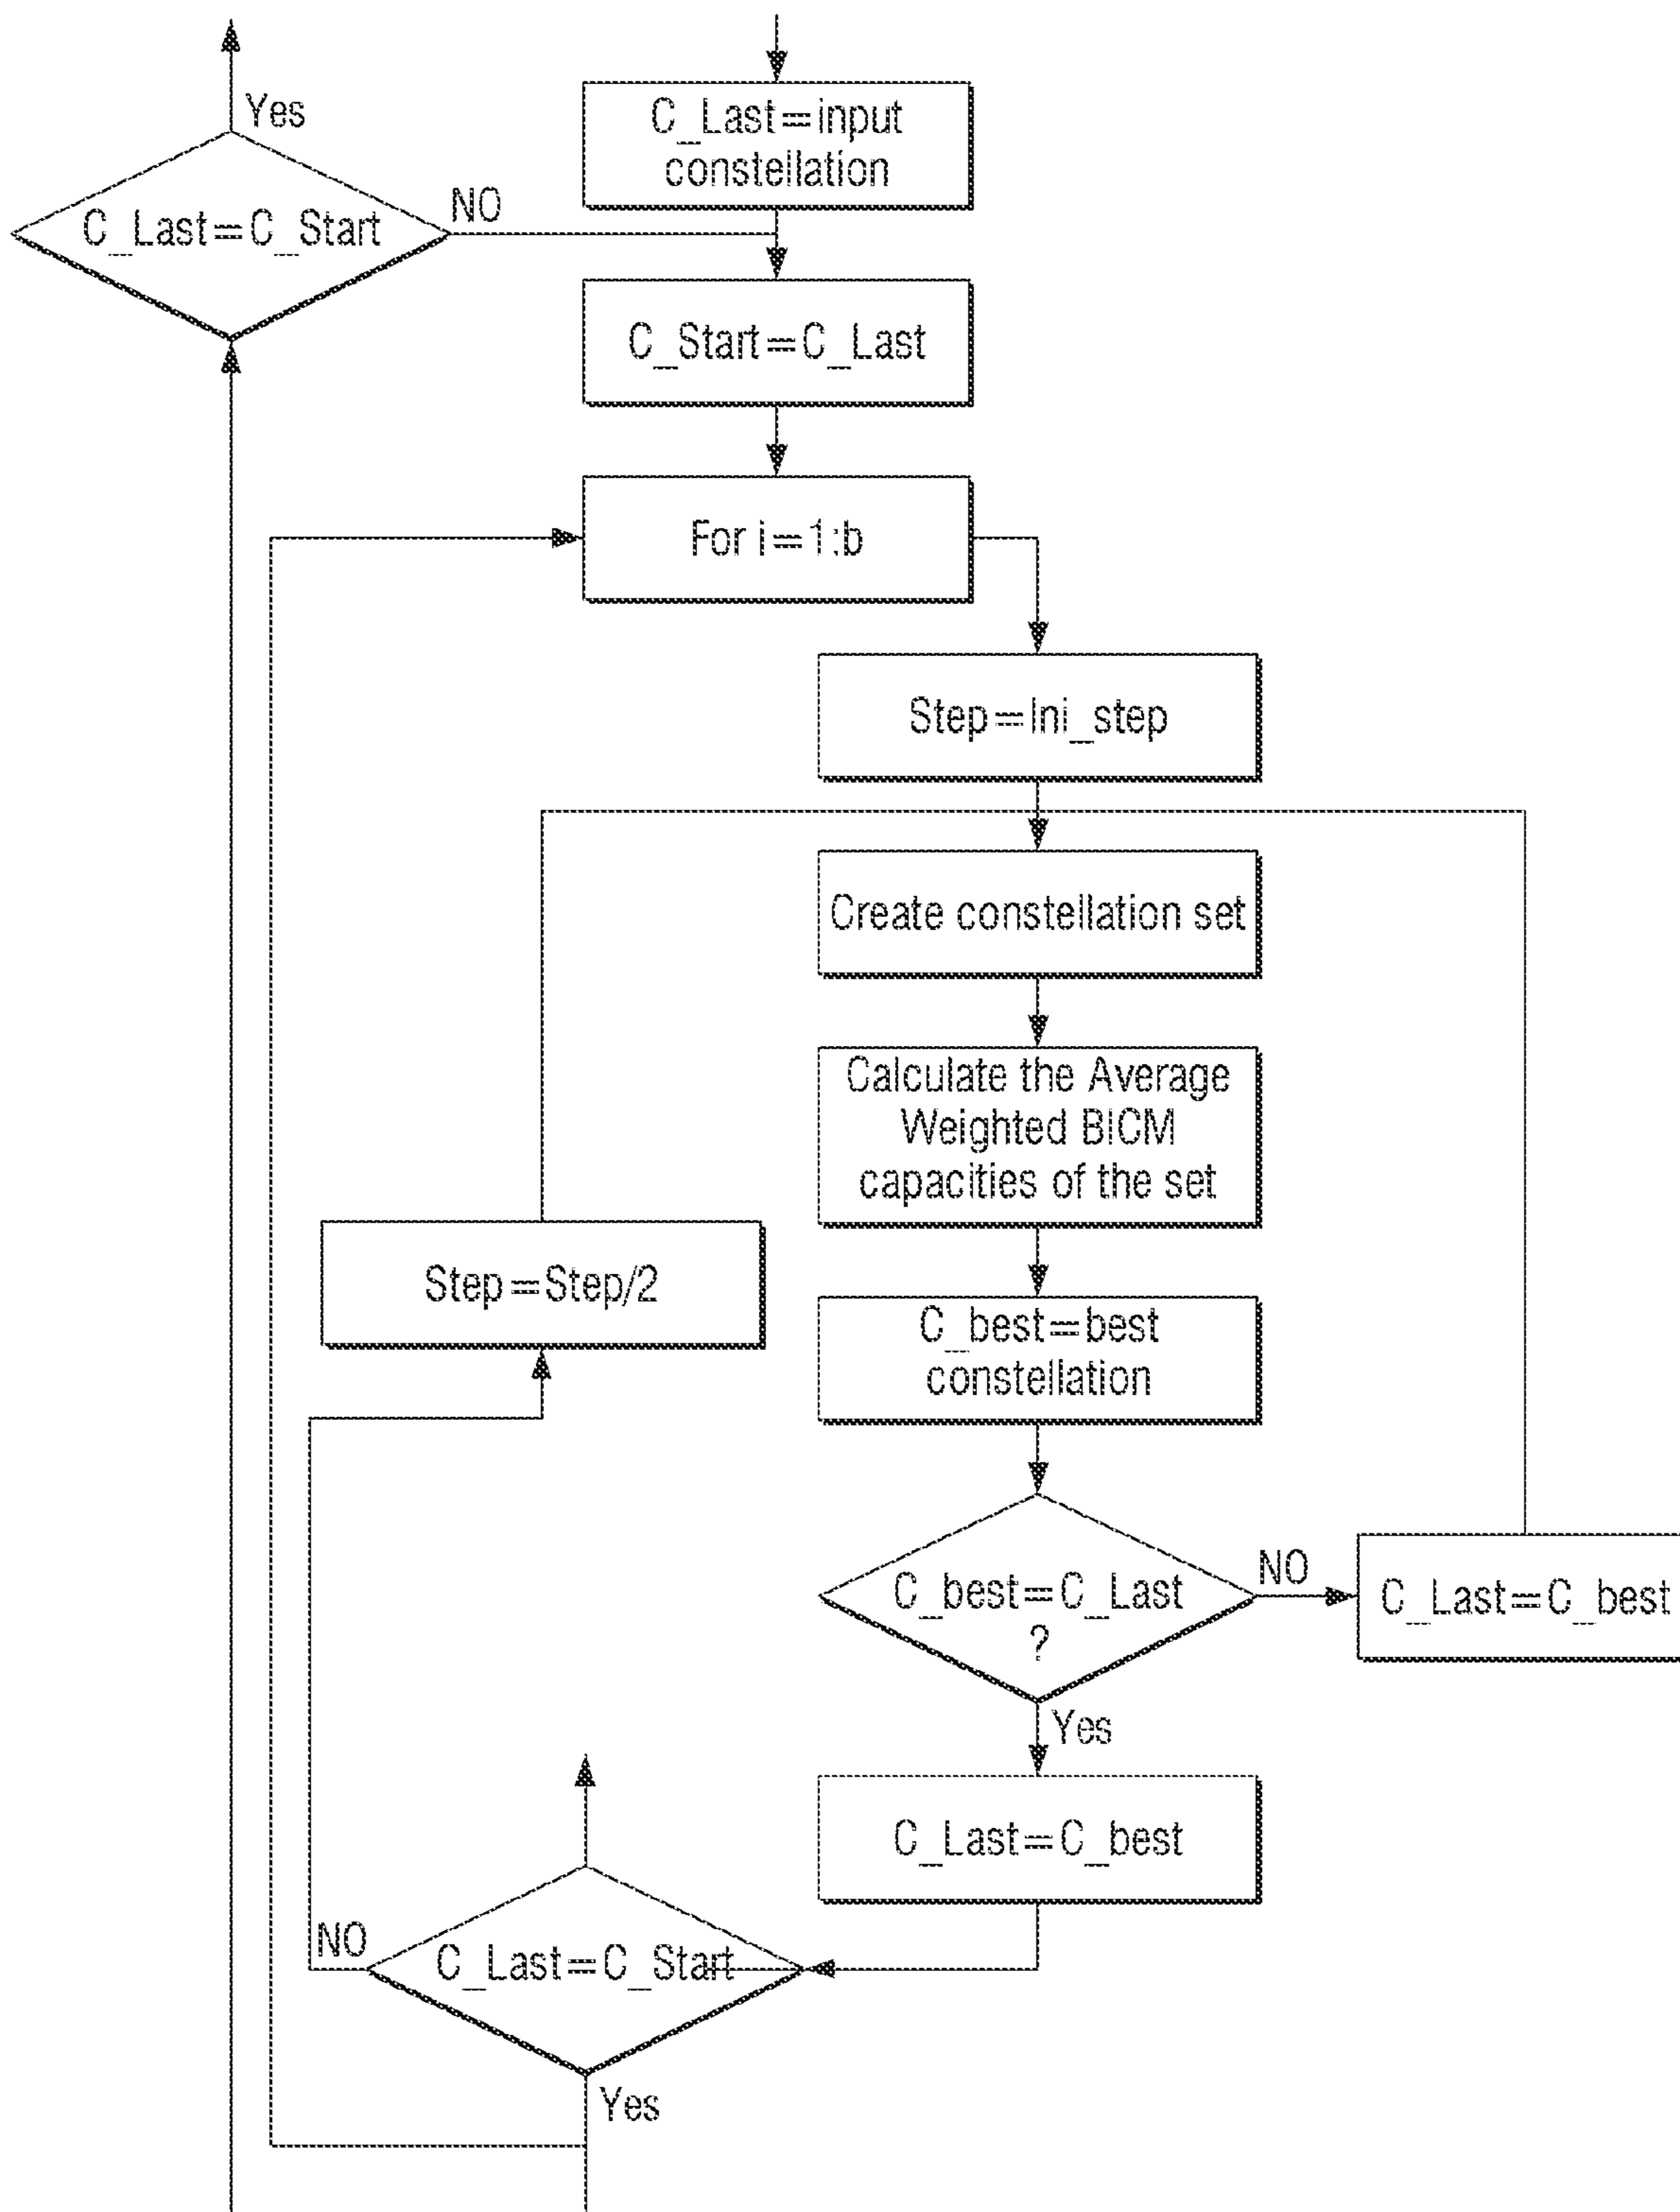 C_Last=input
constellation
Yes
C_Last=C_Start
NO
C_Start=C_Last
For i=1:b
Step=Ini_step
Create constellation set
Calculate the Average
Weighted BICM
capacities of the set
Step=Step/2
C_best=best
constellation
C_best=C_Last
?
NO
C_Last=C_best
Yes
C_Last=C_best
NO
C_Last=C_Start
Yes